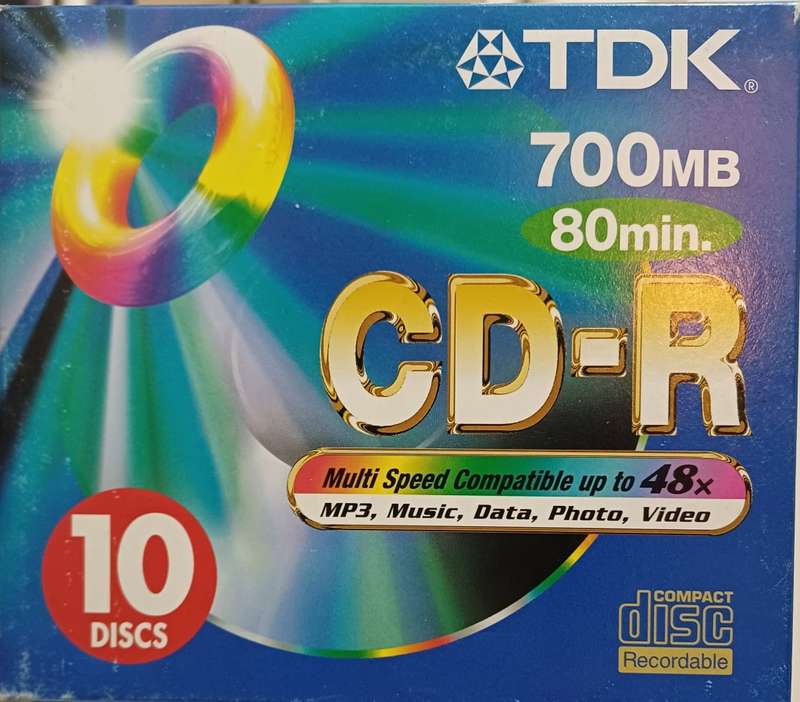 TDK®
700MB
80min.
CD-R
Multi Speed Compatible up to 48x
MP3, Music, Data, Photo, Video
10
DISCS
COMPACT
disc
Recordable